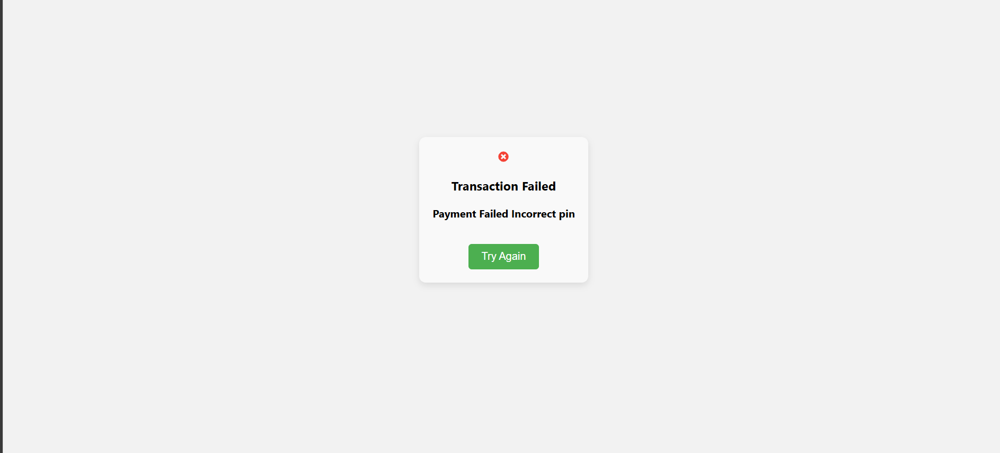 Transaction Failed
Payment Failed Incorrect pin
Try Again